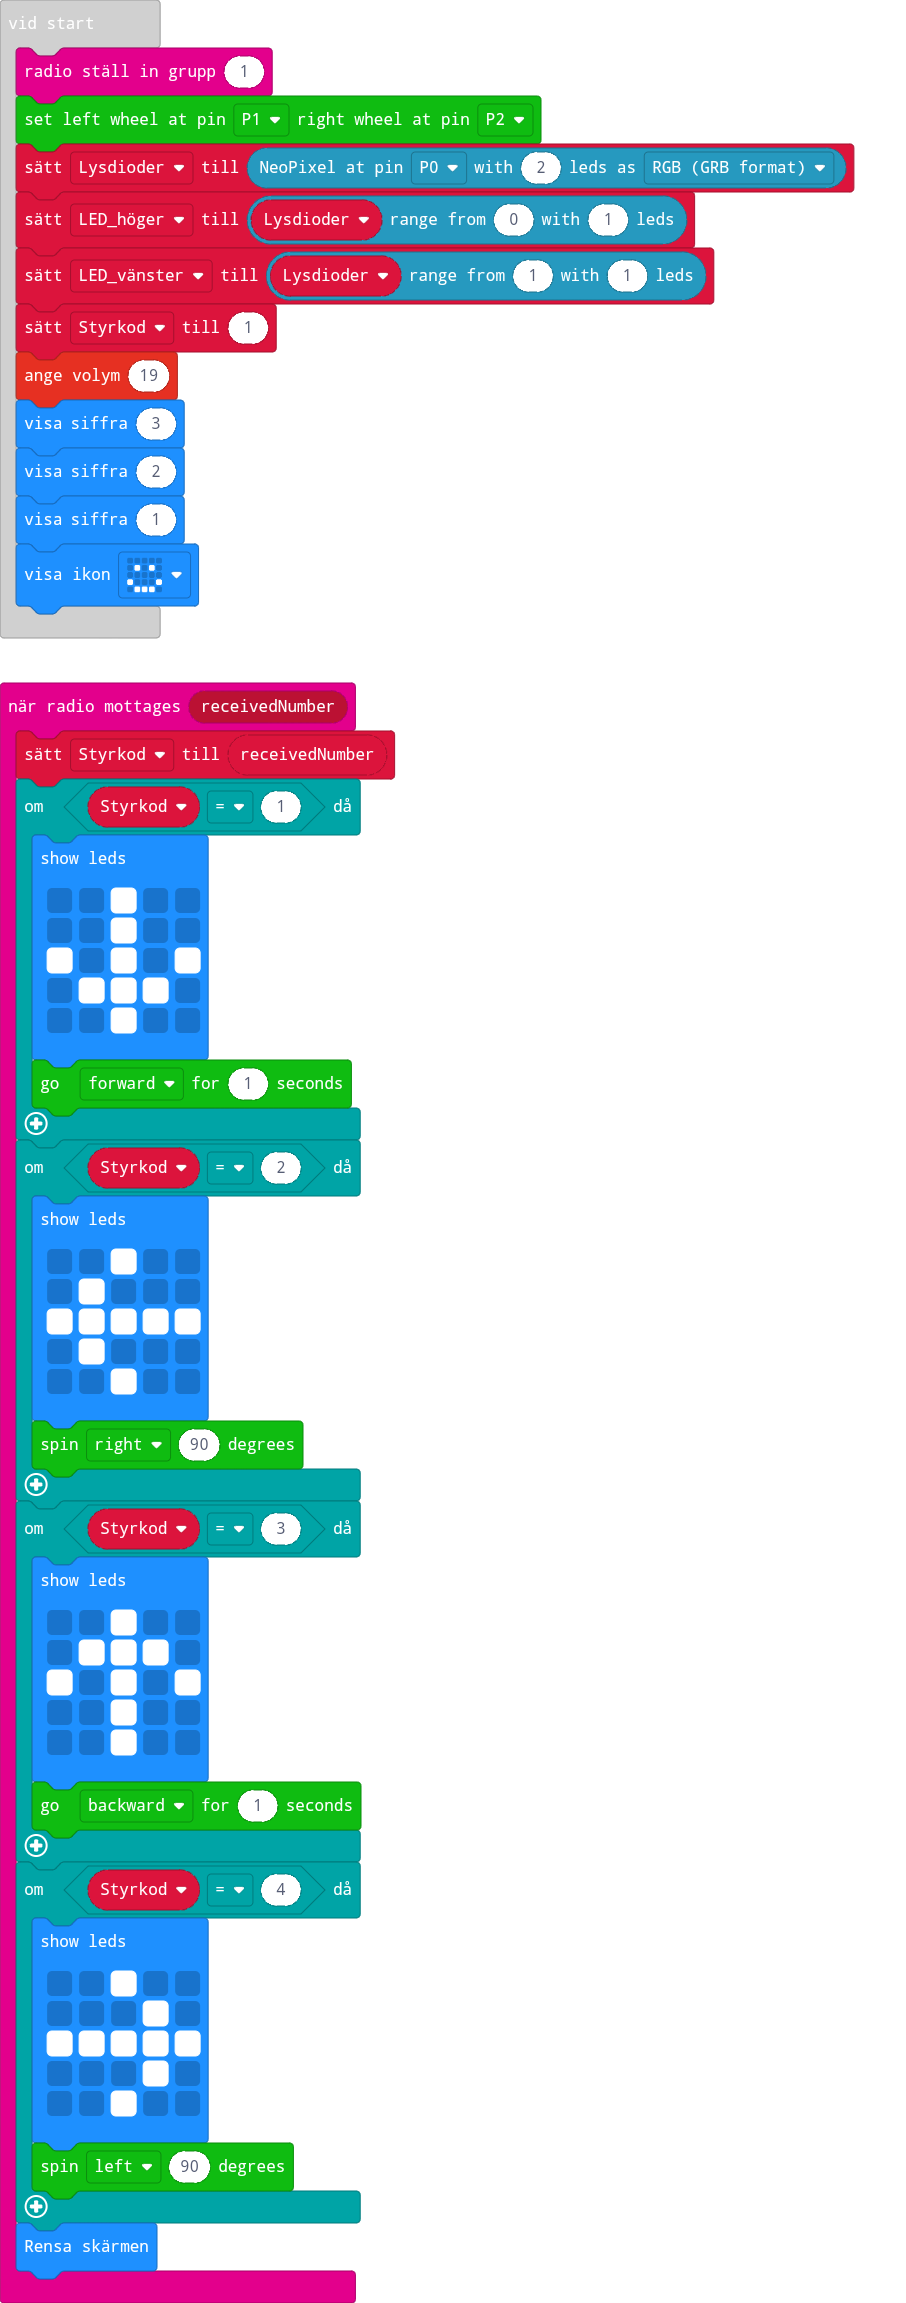 vid start
radio ställ in grupp 1
set left wheel at pin P1 right wheel at pin P2
sätt Lysdioder till NeoPixel at pin P0 with 2 leds as RGB (GRB format)
sätt LED_höger till Lysdioder range from 0 with 1 leds
sätt LED_vänster till Lysdioder range from 1 with 1 leds
sätt Styrkod till 1
ange volym 19
visa siffra 3
visa siffra 2
visa siffra 1
visa ikon
när radio mottages receivedNumber
sätt Styrkod till receivedNumber
om Styrkod = 1 då
show leds
go forward for 1 seconds
om Styrkod = 2 då
show leds
spin right 90 degrees
om Styrkod = 3 då
show leds
go backward for 1 seconds
om Styrkod = 4 då
show leds
spin left 90 degrees
Rensa skärmen